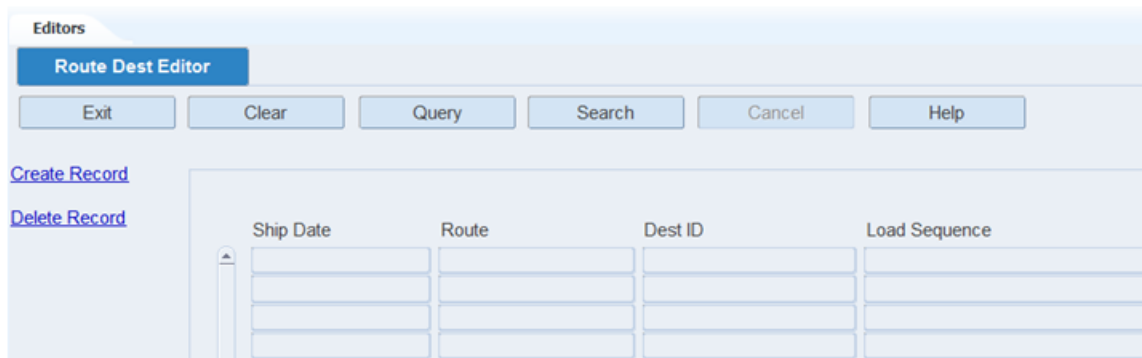 Editors
Route Dest Editor
Exit Clear Query Search Cancel Help
Create Record
Delete Record
Ship Date Route Dest ID Load Sequence